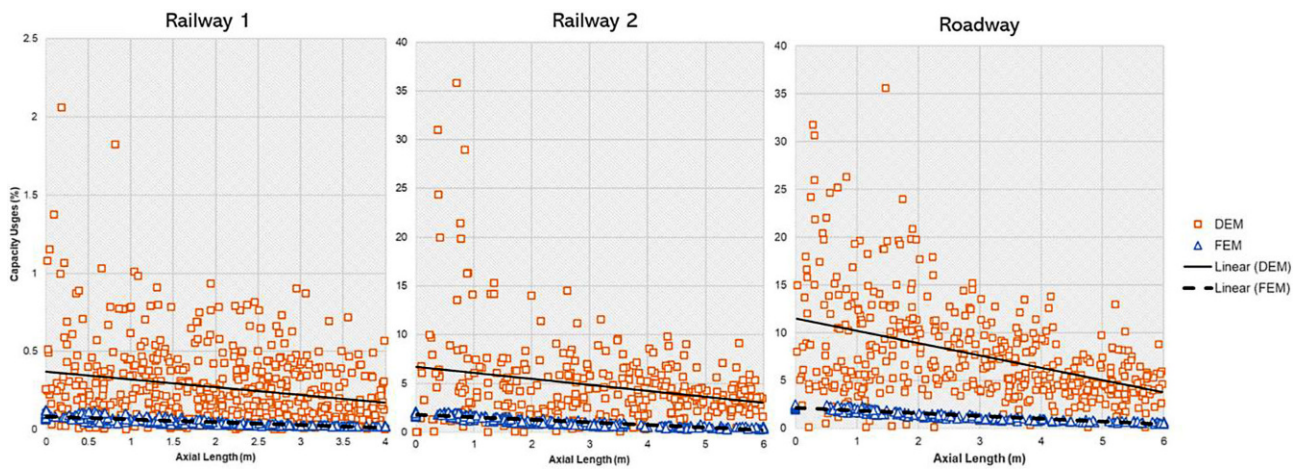 Railway 1
Railway 2
Roadway
Capacity Usges (%)
2.5
2
1.5
1
0.5
0
0 0.5 1 1.5 2 2.5 3 3.5 4
Axial Length (m)
40
35
30
25
20
15
10
5
0
0 1 2 3 4 5 6
Axial Length (m)
40
35
30
25
20
15
10
5
0
0 1 2 3 4 5 6
Axial Length (m)
DEM
FEM
Linear (DEM)
Linear (FEM)